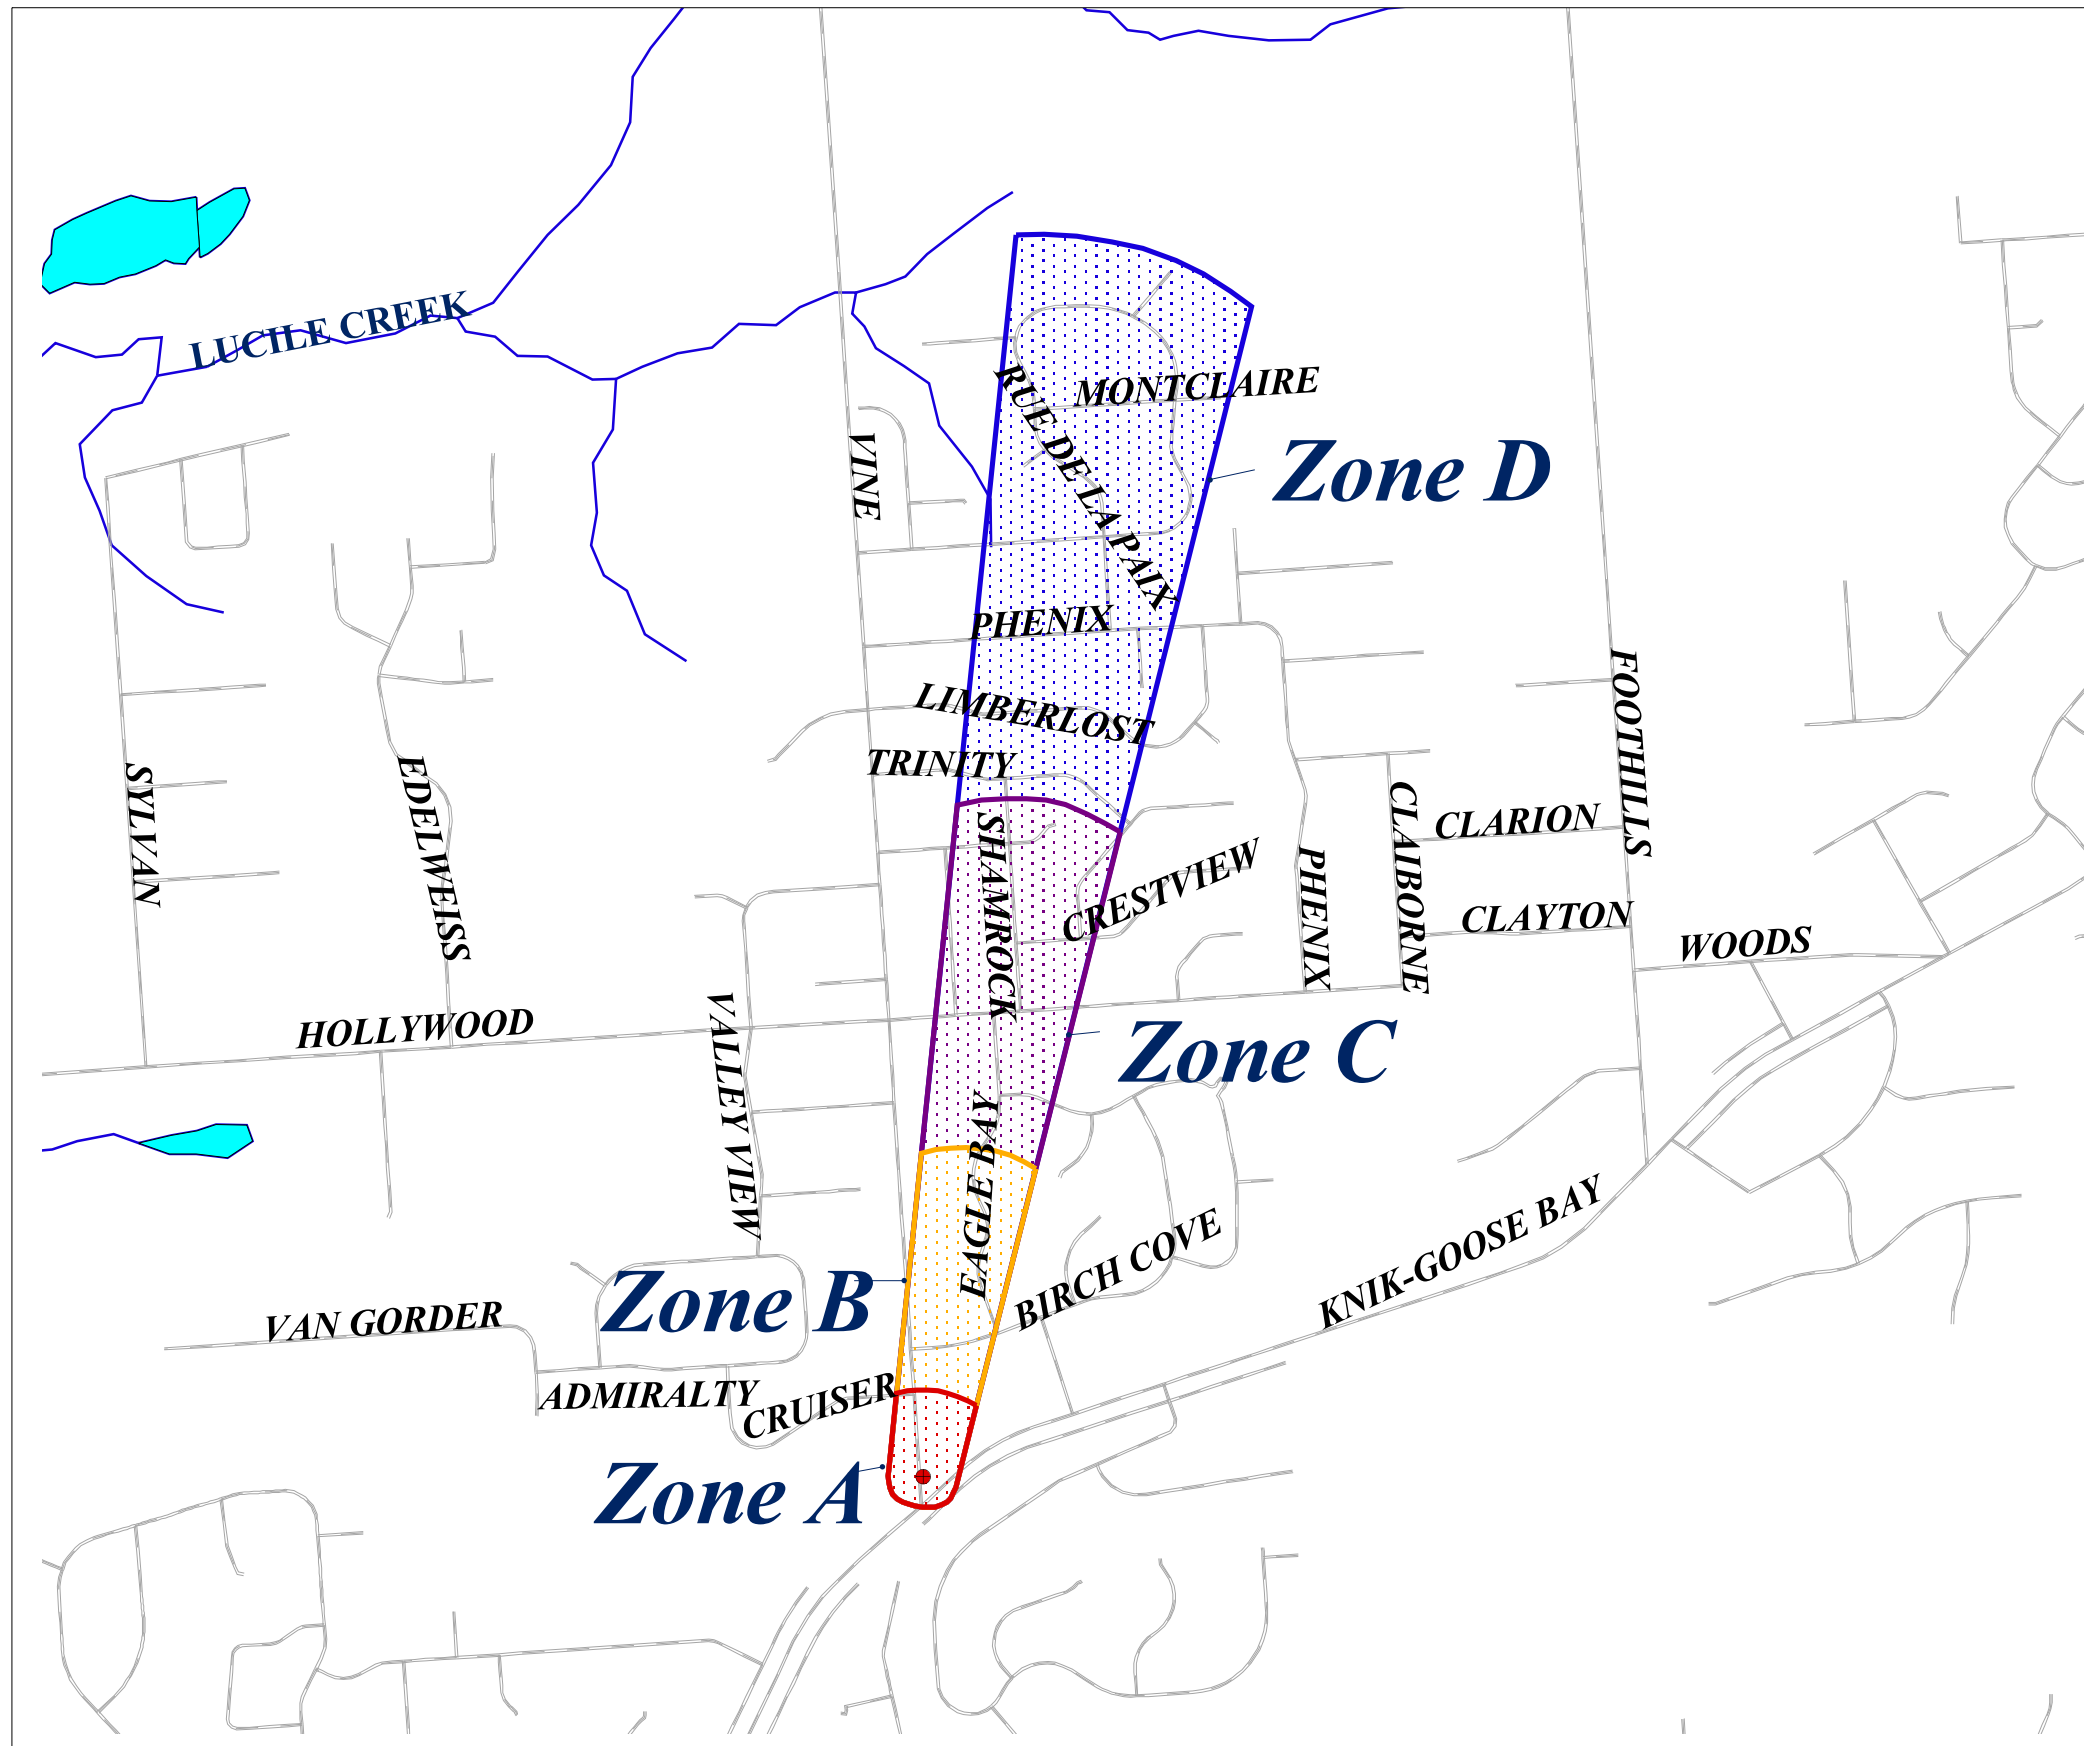 LUCILE CREEK
MONTCLAIRE
RUE DE LA PAIX
VINE
Zone D
PHENIX
LIMBERLOST
TRINITY
FOOTHILLS
SYLVAN
EDELWEISS
SHAMROCK
CRESTVIEW
PHENIX
CLAIBORNE
CLARION
CLAYTON
WOODS
HOLLYWOOD
VALLEY VIEW
Zone C
EAGLE BAY
BIRCH COVE
KNIK-GOOSE BAY
Zone B
VAN GORDER
ADMIRALTY
CRUISER
Zone A